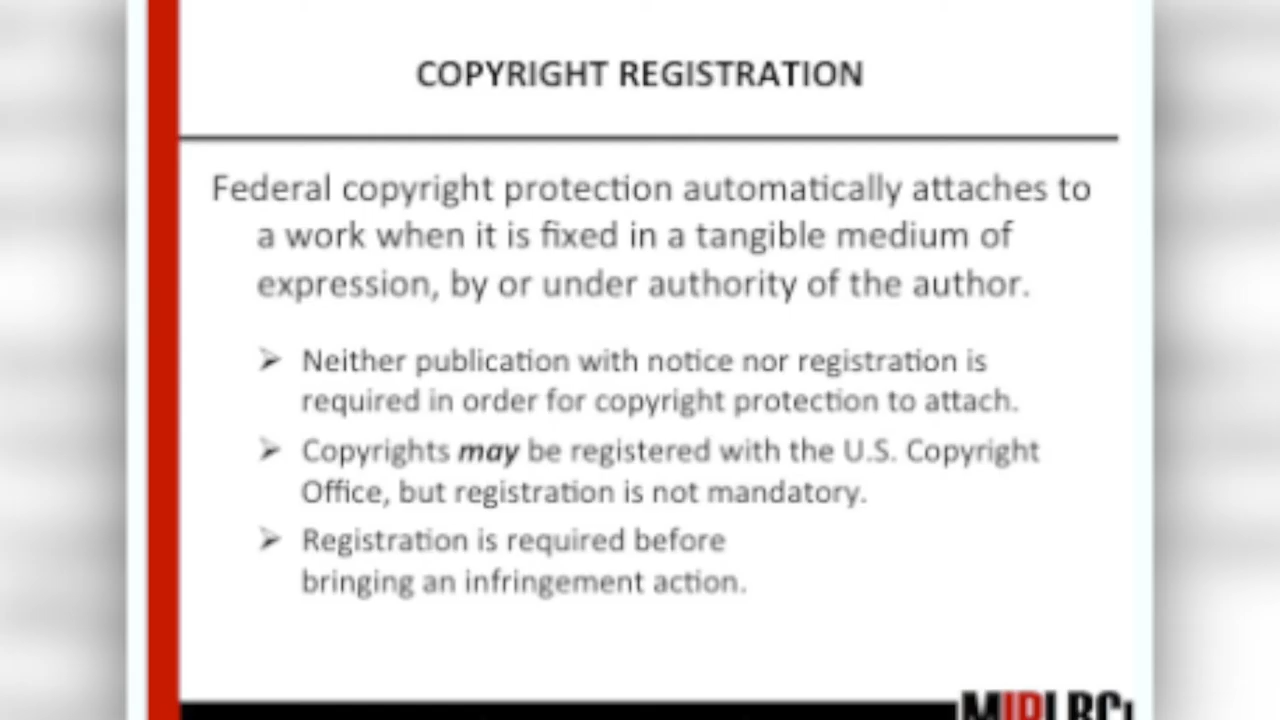 COPYRIGHT REGISTRATION
Federal copyright protection automatically attaches to
a work when it is fixed in a tangible medium of
expression, by or under authority of the author.
➢ Neither publication with notice nor registration is
required in order for copyright protection to attach.
➢ Copyrights may be registered with the U.S. Copyright
Office, but registration is not mandatory.
➢ Registration is required before
bringing an infringement action.